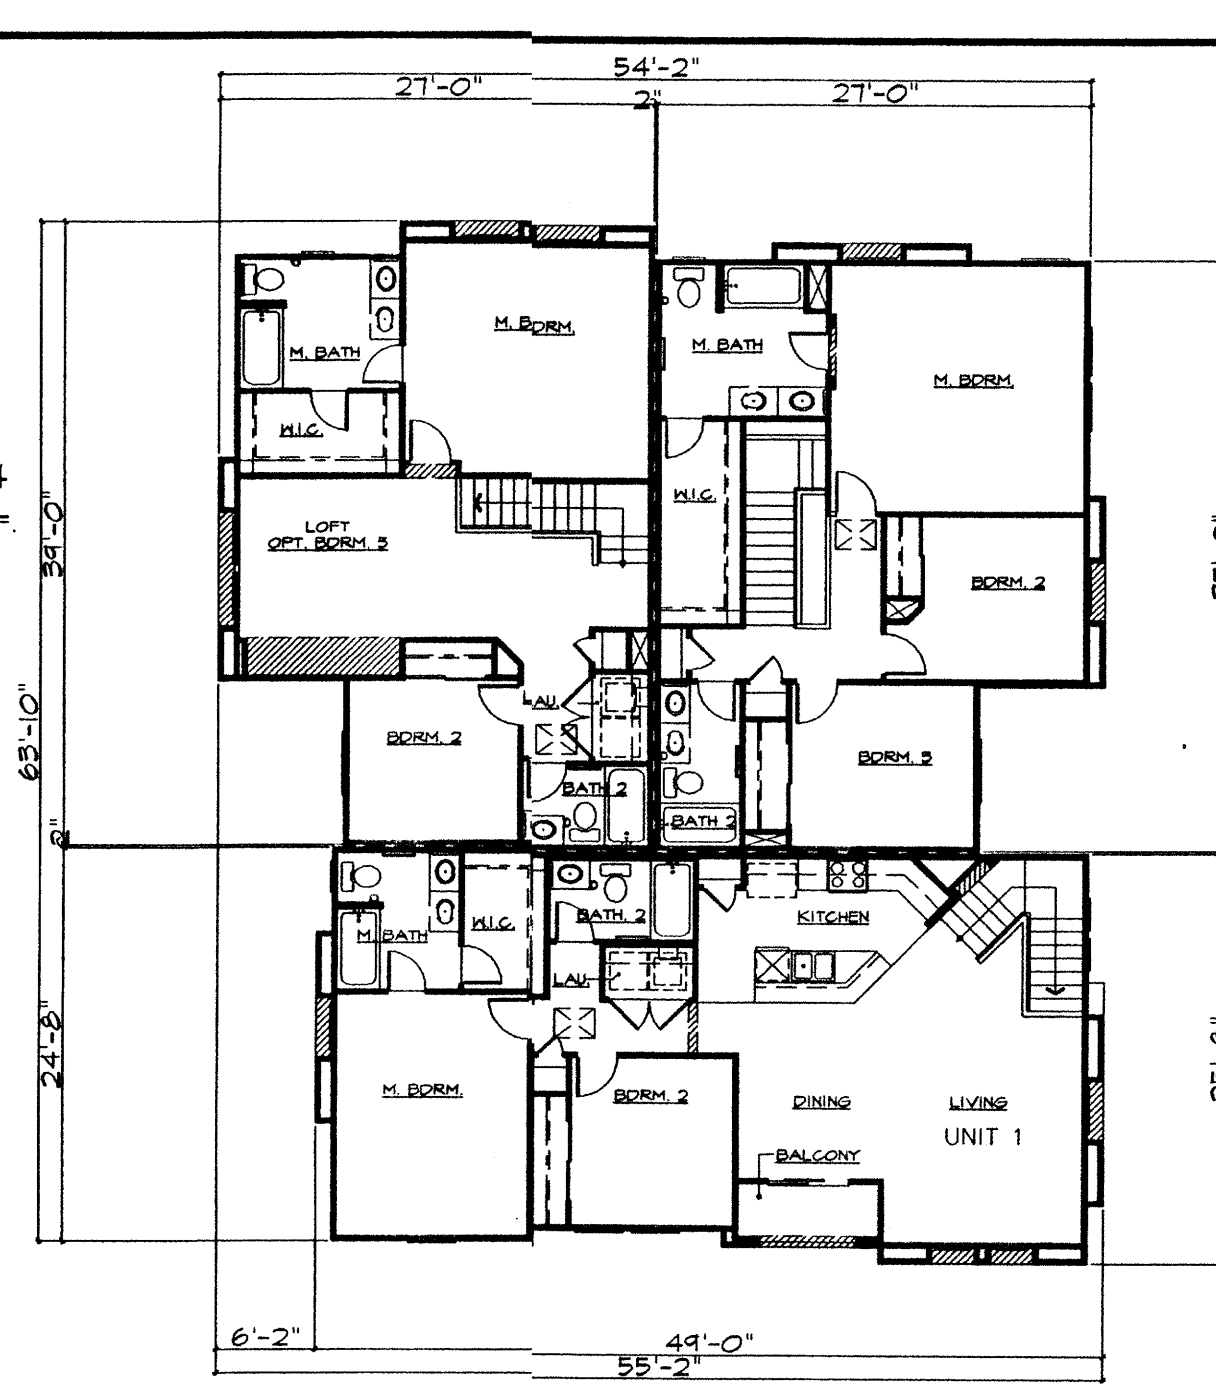 54'-2"
27'-0"
2"
27'-0"
M. BDRM.
M. BATH
M. BATH
M. BDRM.
W.I.C.
W.I.C.
LOFT
OPT. BDRM. 3
39'-0"
BDRM. 2
63'-10"
LAU.
BDRM. 2
BDRM. 3
BATH 2
BATH 2
2"
KITCHEN
BATH. 2
W.I.C.
M. BATH
LAU.
24'-8"
M. BDRM.
BDRM. 2
DINING
LIVING
UNIT 1
BALCONY
6'-2"
49'-0"
55'-2"